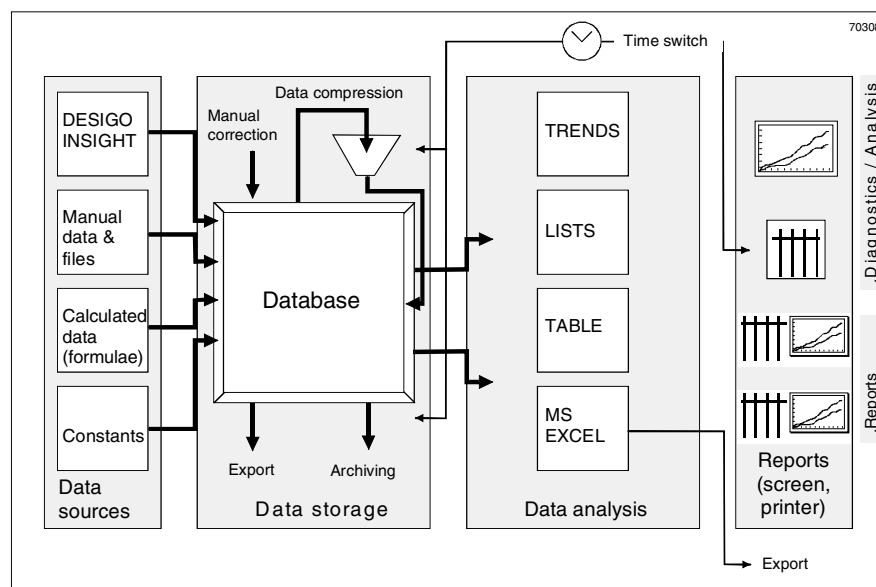 70308
Time switch
DESIGO
INSIGHT
Manual
data &
files
Calculated
data
(formulae)
Constants
Data
sources
Manual
correction
Data compression
Database
Export
Archiving
Data storage
TRENDS
LISTS
TABLE
MS
EXCEL
Data analysis
Reports
(screen,
printer)
Export
.Diagnostics / Analysis
.Reports